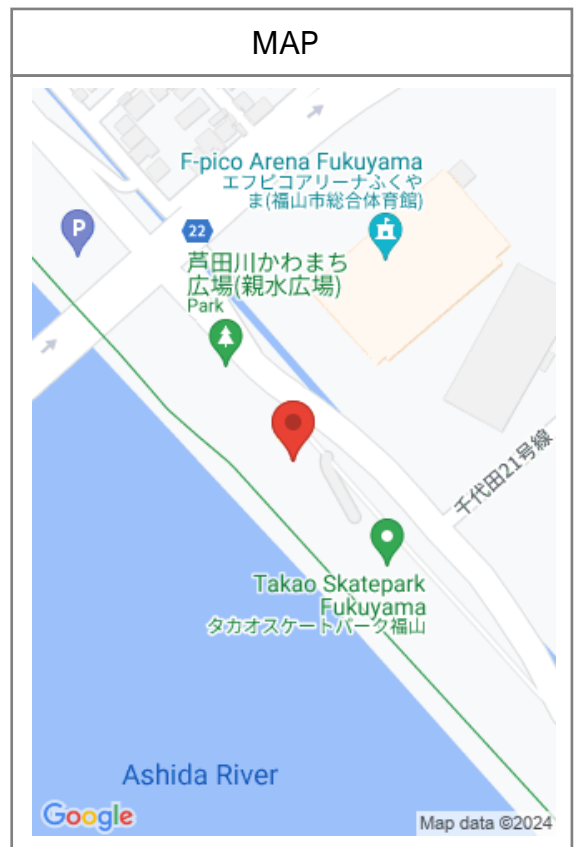 MAP
F-pico Arena Fukuyama
エフピコアリーナふくや
ま(福山市総合体育館)
P
22
芦田川かわまち
広場(親水広場)
Park
千代田21号線
Takao Skatepark
Fukuyama
タカオスケートパーク福山
Ashida River
Google
Map data ©2024